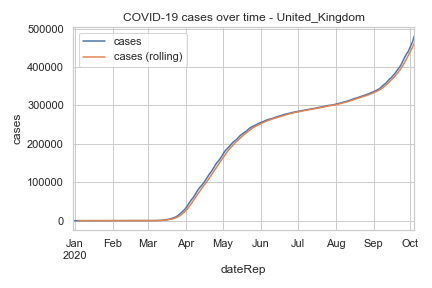 COVID-19 cases over time - United_Kingdom
cases
cases (rolling)
500000
400000
300000
200000
100000
0
cases
Jan Feb Mar Apr May Jun Jul Aug Sep Oct
2020
dateRep